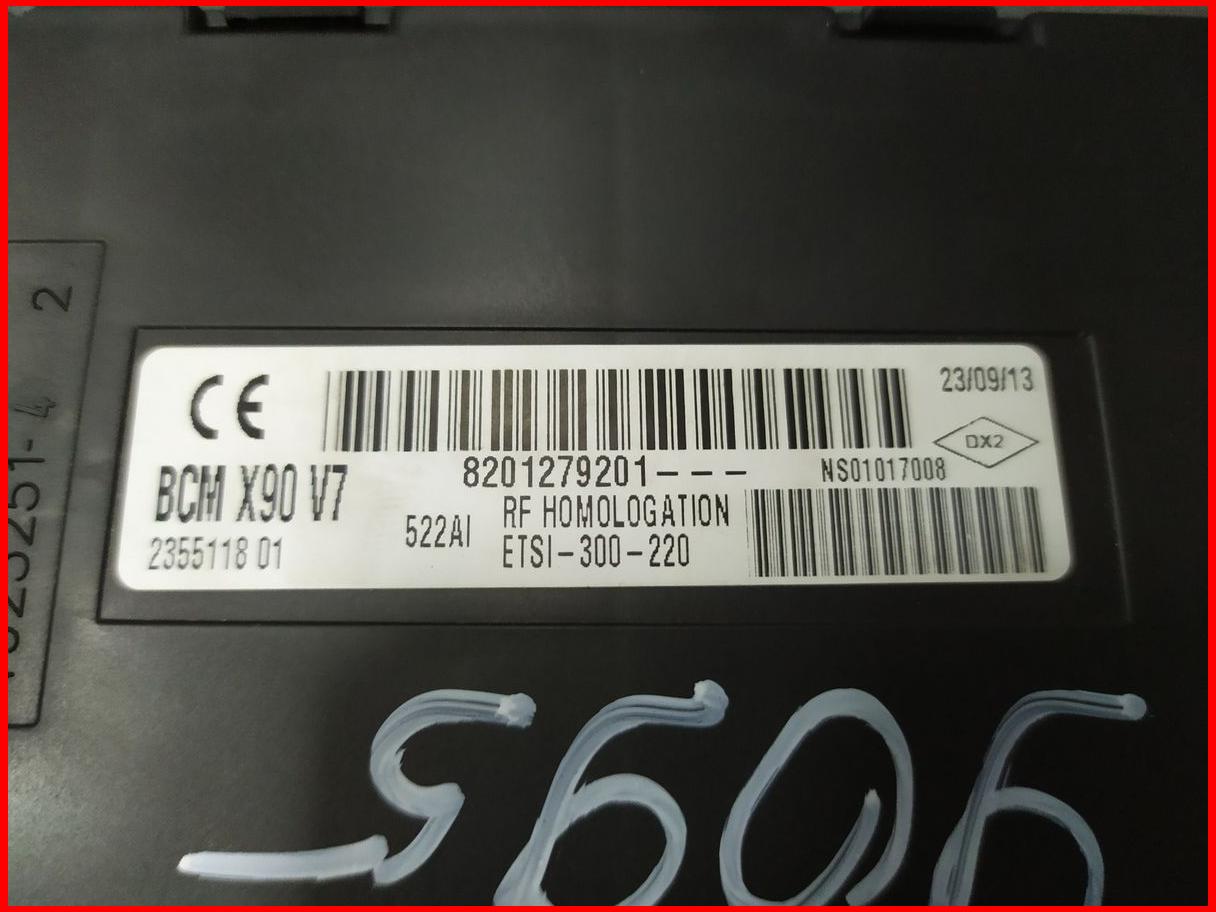 CE
23/09/13
DX2
8201279201---
NS01017008
BCM X90 V7
2355118 01
522AI
RF HOMOLOGATION
ETSI-300-220
2
5606